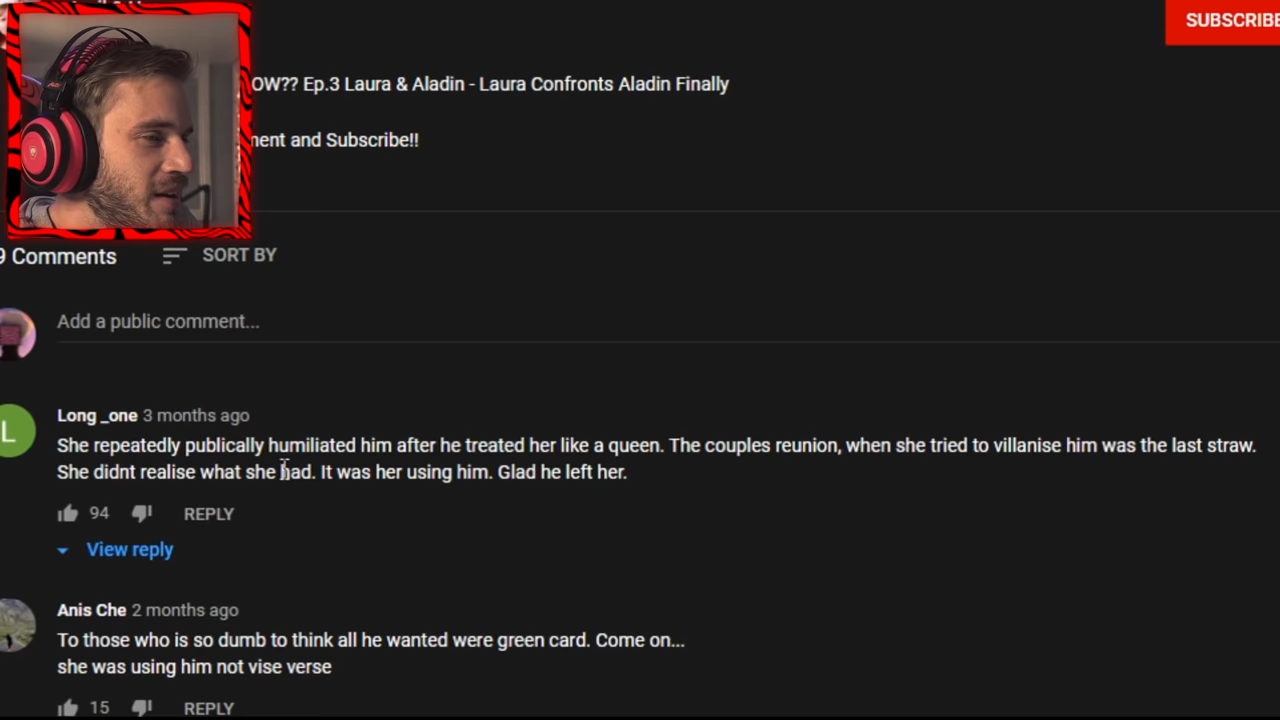 SUBSCRIBE
OW?? Ep.3 Laura & Aladin - Laura Confronts Aladin Finally
ment and Subscribe!!
9 Comments
SORT BY
Add a public comment...
L
Long _one 3 months ago
She repeatedly publically humiliated him after he treated her like a queen. The couples reunion, when she tried to villanise him was the last straw.
She didnt realise what she had. It was her using him. Glad he left her.
94
REPLY
View reply
Anis Che 2 months ago
To those who is so dumb to think all he wanted were green card. Come on...
she was using him not vise verse
15
REPLY